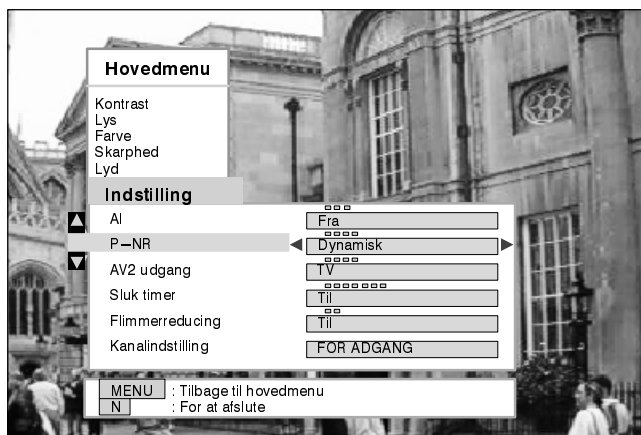 Hovedmenu
Kontrast
Lys
Farve
Skarphed
Lyd
Indstilling
AI Fra
P–NR Dynamisk
AV2 udgang TV
Sluk timer Til
Flimmerreducing Til
Kanalindstilling FOR ADGANG
MENU : Tilbage til hovedmenu
N : For at afslute